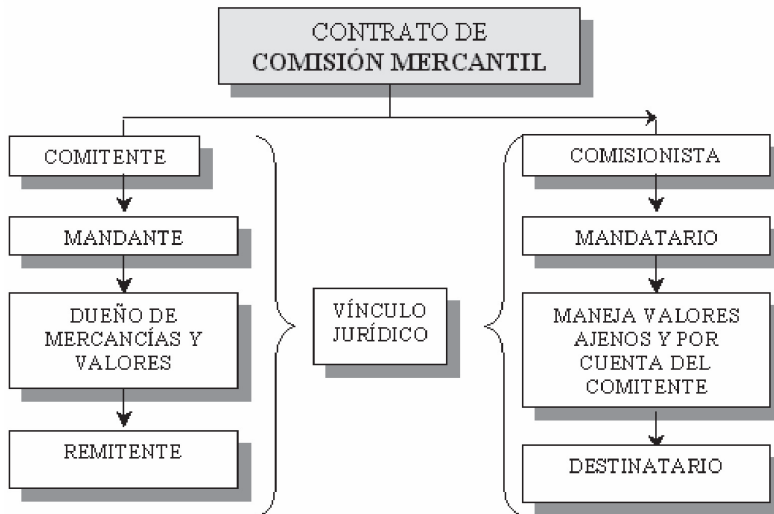 CONTRATO DE
COMISIÓN MERCANTIL
COMITENTE
MANDANTE
DUEÑO DE
MERCANCÍAS Y
VALORES
REMITENTE
VÍNCULO
JURÍDICO
COMISIONISTA
MANDATARIO
MANEJA VALORES
AJENOS Y POR
CUENTA DEL
COMITENTE
DESTINATARIO